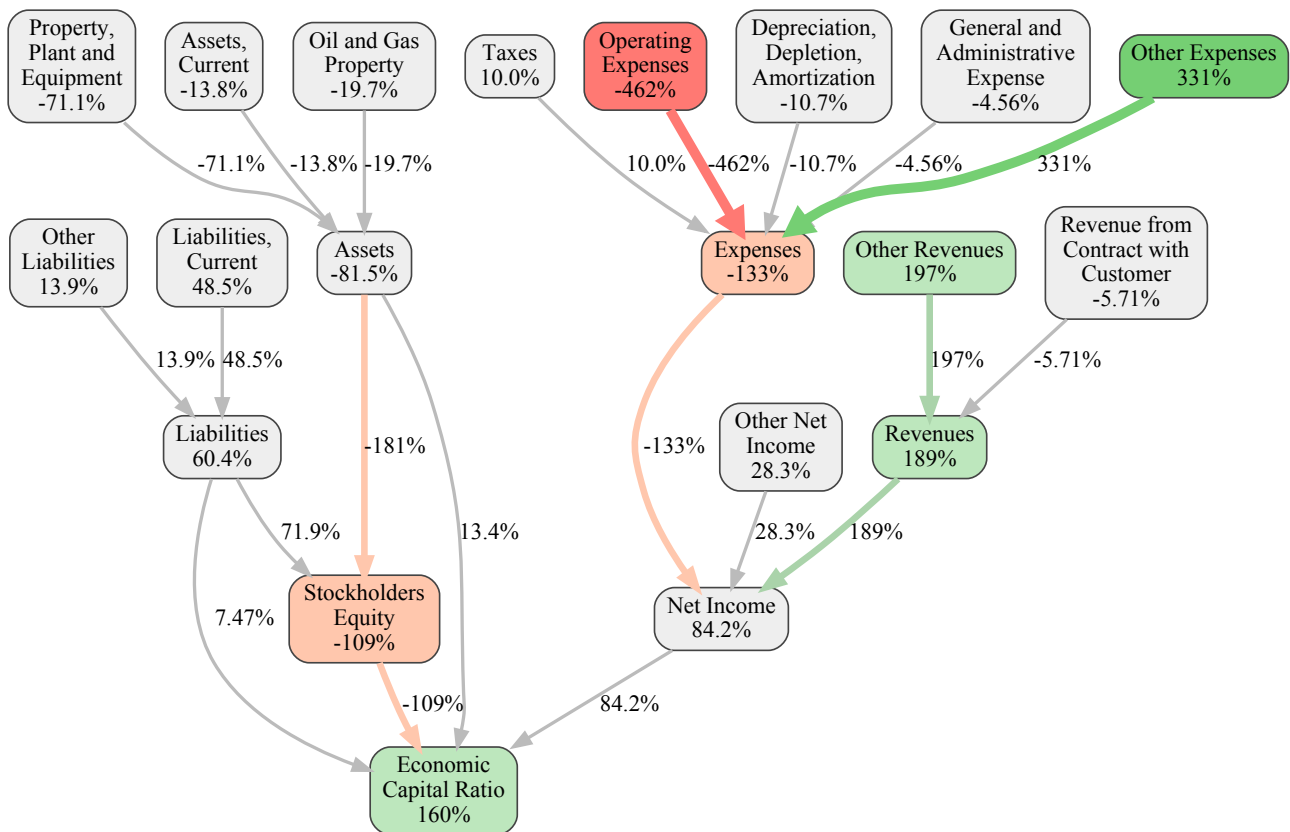 Property,
Plant and
Equipment
-71.1%
Assets,
Current
-13.8%
Oil and Gas
Property
-19.7%
Taxes
10.0%
Operating
Expenses
-462%
Depreciation,
Depletion,
Amortization
-10.7%
General and
Administrative
Expense
-4.56%
Other Expenses
331%
-71.1%
-13.8%
-19.7%
10.0%
-462%
-10.7%
-4.56%
331%
Other
Liabilities
13.9%
Liabilities,
Current
48.5%
Assets
-81.5%
Expenses
-133%
Other Revenues
197%
Revenue from
Contract with
Customer
-5.71%
13.9%
48.5%
197%
-5.71%
Liabilities
60.4%
-181%
-133%
Other Net
Income
28.3%
Revenues
189%
71.9%
13.4%
28.3%
189%
7.47%
Stockholders
Equity
-109%
Net Income
84.2%
-109%
84.2%
Economic
Capital Ratio
160%